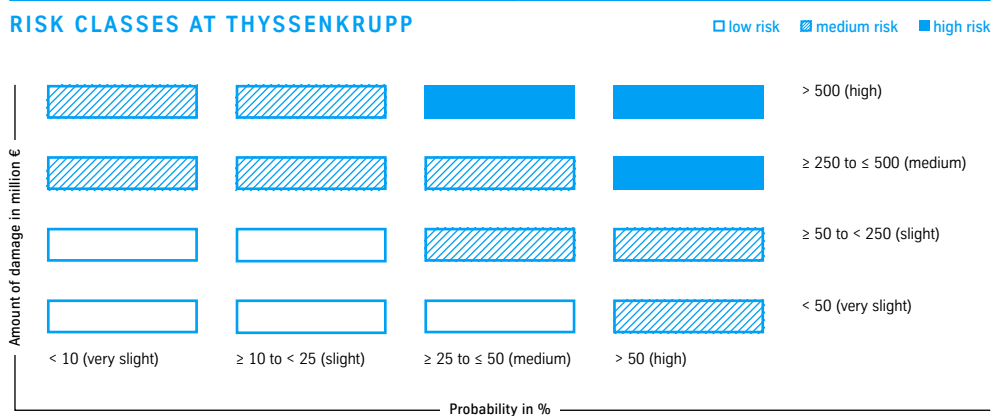 RISK CLASSES AT THYSSENKRUPP
low risk medium risk high risk
> 500 (high)
≥ 250 to ≤ 500 (medium)
≥ 50 to < 250 (slight)
< 50 (very slight)
Amount of damage in million €
< 10 (very slight) ≥ 10 to < 25 (slight) ≥ 25 to ≤ 50 (medium) > 50 (high)
Probability in %